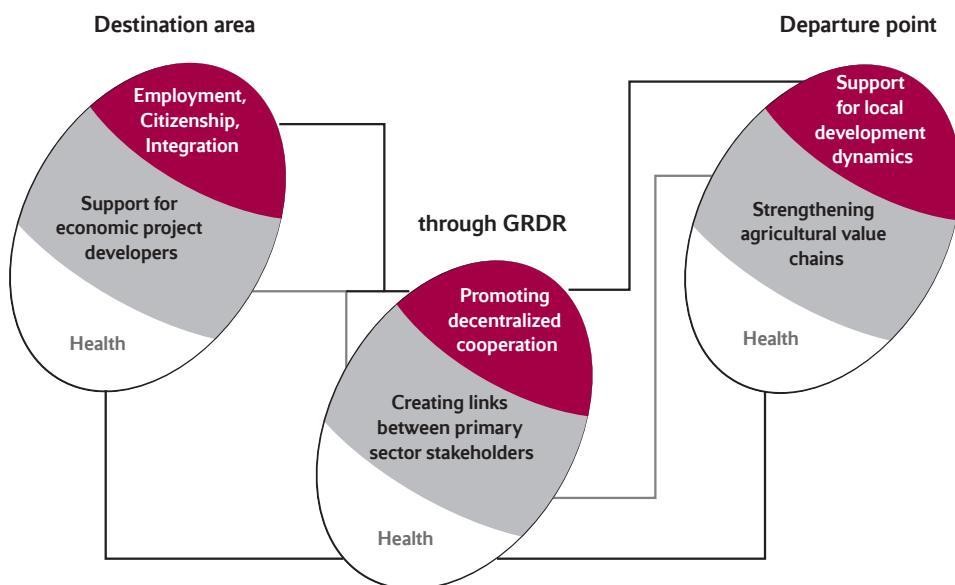 Destination area
Employment,
Citizenship,
Integration
Support for
economic project
developers
Health
through GRDR
Promoting
decentralized
cooperation
Creating links
between primary
sector stakeholders
Health
Departure point
Support
for local
development
dynamics
Strengthening
agricultural value
chains
Health